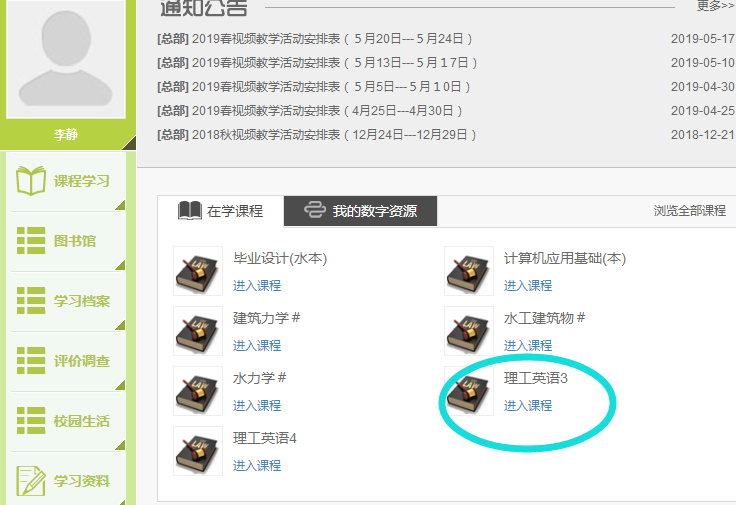 通知公告
更多>>
[总部] 2019春视频教学活动安排表（５月20日---５月24日） 2019-05-17
[总部] 2019春视频教学活动安排表（５月13日---５月１7日） 2019-05-10
[总部] 2019春视频教学活动安排表（５月5日---５月１0日） 2019-04-30
[总部] 2019春视频教学活动安排表（4月25日---4月30日） 2019-04-25
[总部] 2018秋视频教学活动安排表（12月24日---12月29日） 2018-12-21
李静
课程学习
图书馆
学习档案
评价调查
校园生活
学习资料
在学课程 我的数字资源 浏览全部课程
LAW 毕业设计(水本)
进入课程
LAW 计算机应用基础(本)
进入课程
LAW 建筑力学＃
进入课程
LAW 水工建筑物＃
进入课程
LAW 水力学＃
进入课程
LAW 理工英语3
进入课程
LAW 理工英语4
进入课程